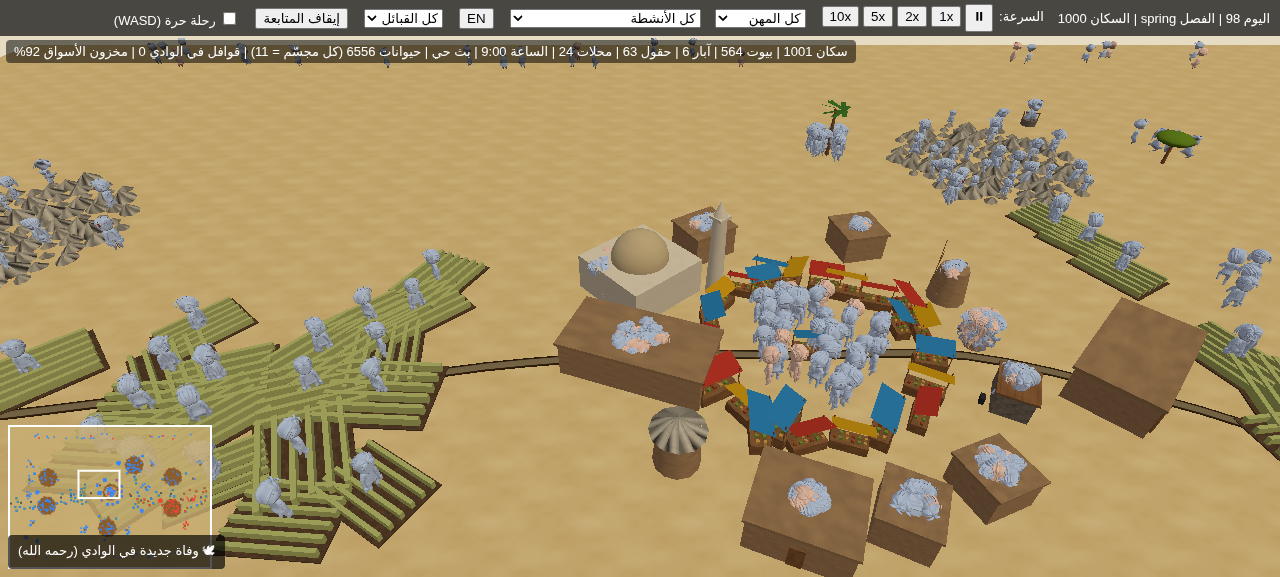 اليوم 98 | الفصل spring | السكان 1000 السرعة: ⏸ 1x 2x 5x 10x كل المهن كل الأنشطة EN كل القبائل إيقاف المتابعة رحلة حرة (WASD)
سكان 1001 | بيوت 564 | آبار 6 | حقول 63 | محلات 24 | الساعة 9:00 | بث حي | حيوانات 6556 (كل مجسّم = 11) | قوافل في الوادي 0 | مخزون الأسواق 92%
🕊 وفاة جديدة في الوادي (رحمه الله)